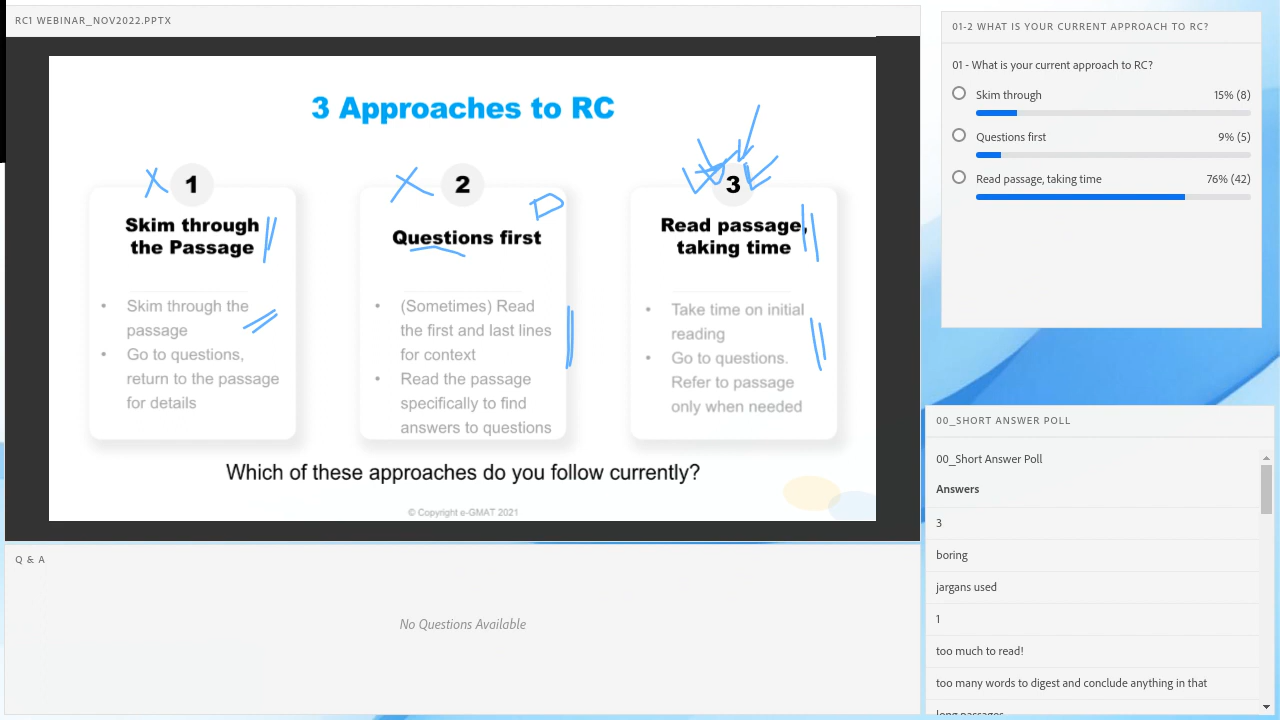 RC1 WEBINAR_NOV2022.PPTX
3 Approaches to RC
1
Skim through
the Passage
• Skim through the
passage
• Go to questions,
return to the passage
for details
2
Questions first
• (Sometimes) Read
the first and last lines
for context
• Read the passage
specifically to find
answers to questions
3
Read passage,
taking time
• Take time on initial
reading
• Go to questions.
Refer to passage
only when needed
Which of these approaches do you follow currently?
© Copyright e-GMAT 2021
Q & A
No Questions Available
01-2 WHAT IS YOUR CURRENT APPROACH TO RC?
01 - What is your current approach to RC?
Skim through 15% (8)
Questions first 9% (5)
Read passage, taking time 76% (42)
00_SHORT ANSWER POLL
00_Short Answer Poll
Answers
3
boring
jargans used
1
too much to read!
too many words to digest and conclude anything in that
long passages